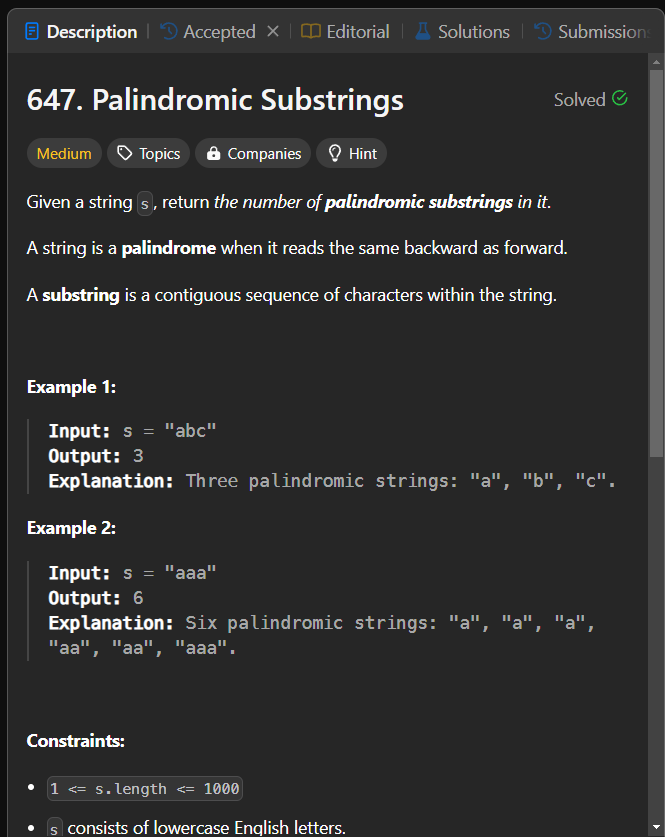 Description | Accepted × | Editorial | Solutions | Submission
647. Palindromic Substrings
Solved
Medium Topics Companies Hint
Given a string s, return the number of palindromic substrings in it.
A string is a palindrome when it reads the same backward as forward.
A substring is a contiguous sequence of characters within the string.
Example 1:
Input: s = "abc"
Output: 3
Explanation: Three palindromic strings: "a", "b", "c".
Example 2:
Input: s = "aaa"
Output: 6
Explanation: Six palindromic strings: "a", "a", "a",
"aa", "aa", "aaa".
Constraints:
• 1 <= s.length <= 1000
• s consists of lowercase English letters.